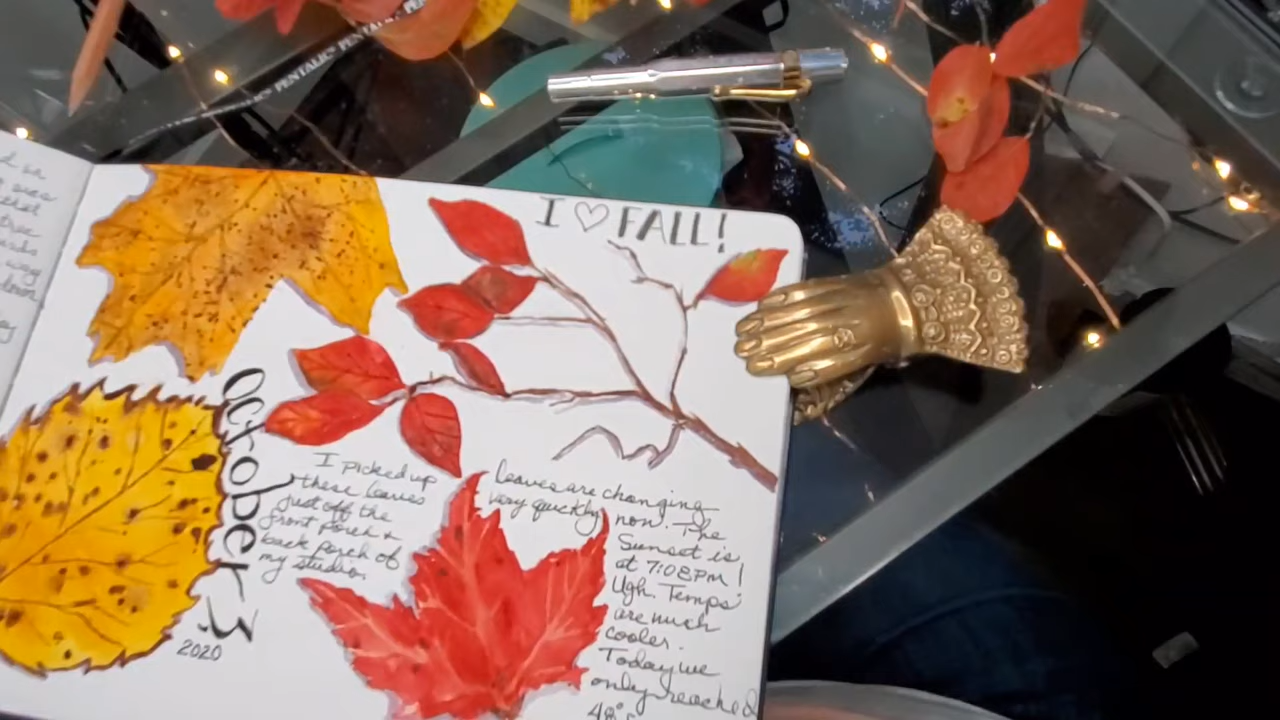 PENTALIC® PENTALIC
I ♡ FALL!
OCTOBER 3,
2020
I picked up
these leaves
just off the
front porch &
back porch of
my studio.
Leaves are changing
very quickly now. The
Sunset is
at 7:08PM!
Ugh. Temps
are much
cooler.
Today we
only reached
48°